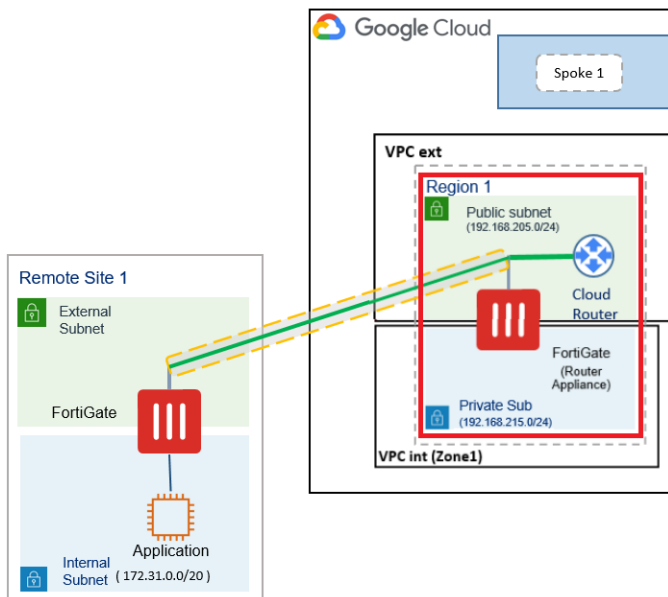 Google Cloud
Spoke 1
VPC ext
Region 1
Public subnet
(192.168.205.0/24)
Cloud
Router
FortiGate
(Router
Appliance)
Private Sub
(192.168.215.0/24)
VPC int (Zone1)
Remote Site 1
External
Subnet
FortiGate
Application
Internal
Subnet
( 172.31.0.0/20 )